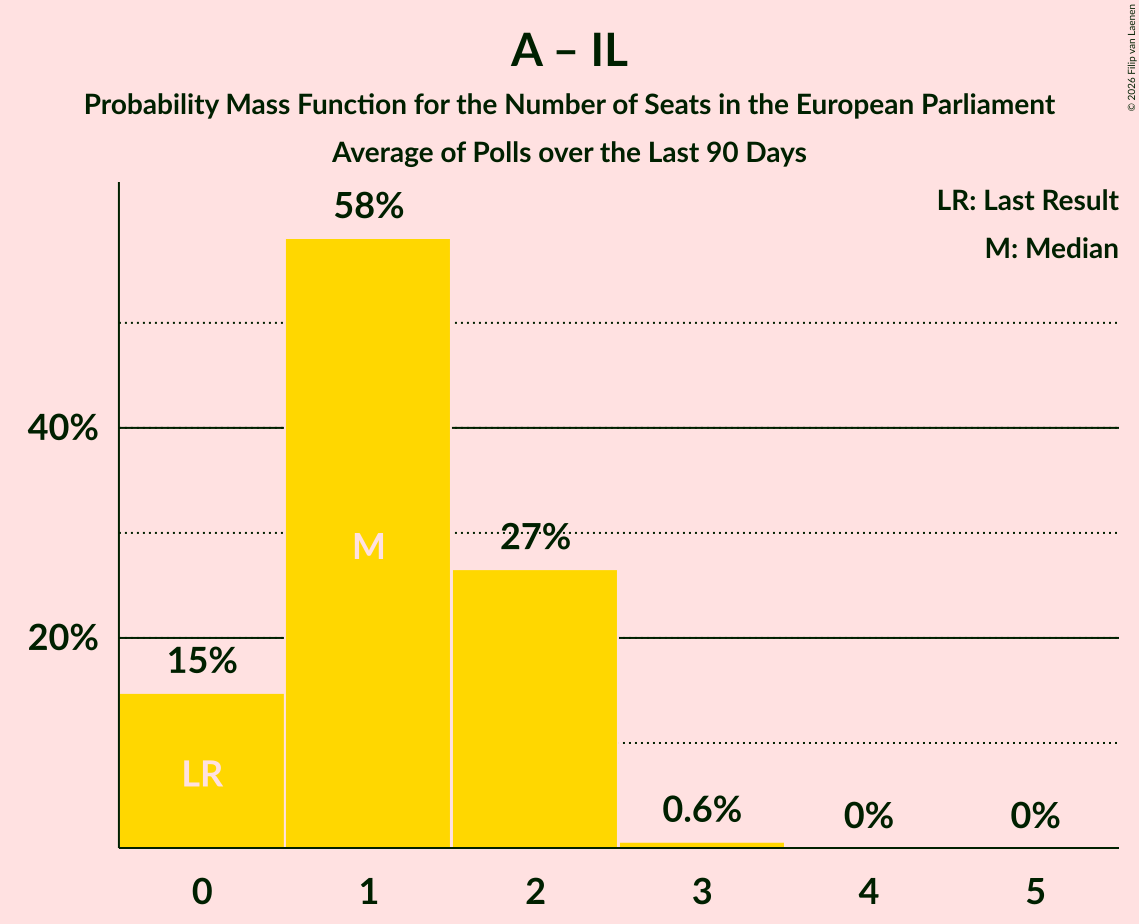 A – IL
Probability Mass Function for the Number of Seats in the European Parliament
Average of Polls over the Last 90 Days
© 2026 Filip van Laenen
LR: Last Result
M: Median
58%
40%
M
27%
20%
15%
LR
0.6%
0%
0%
0
1
2
3
4
5